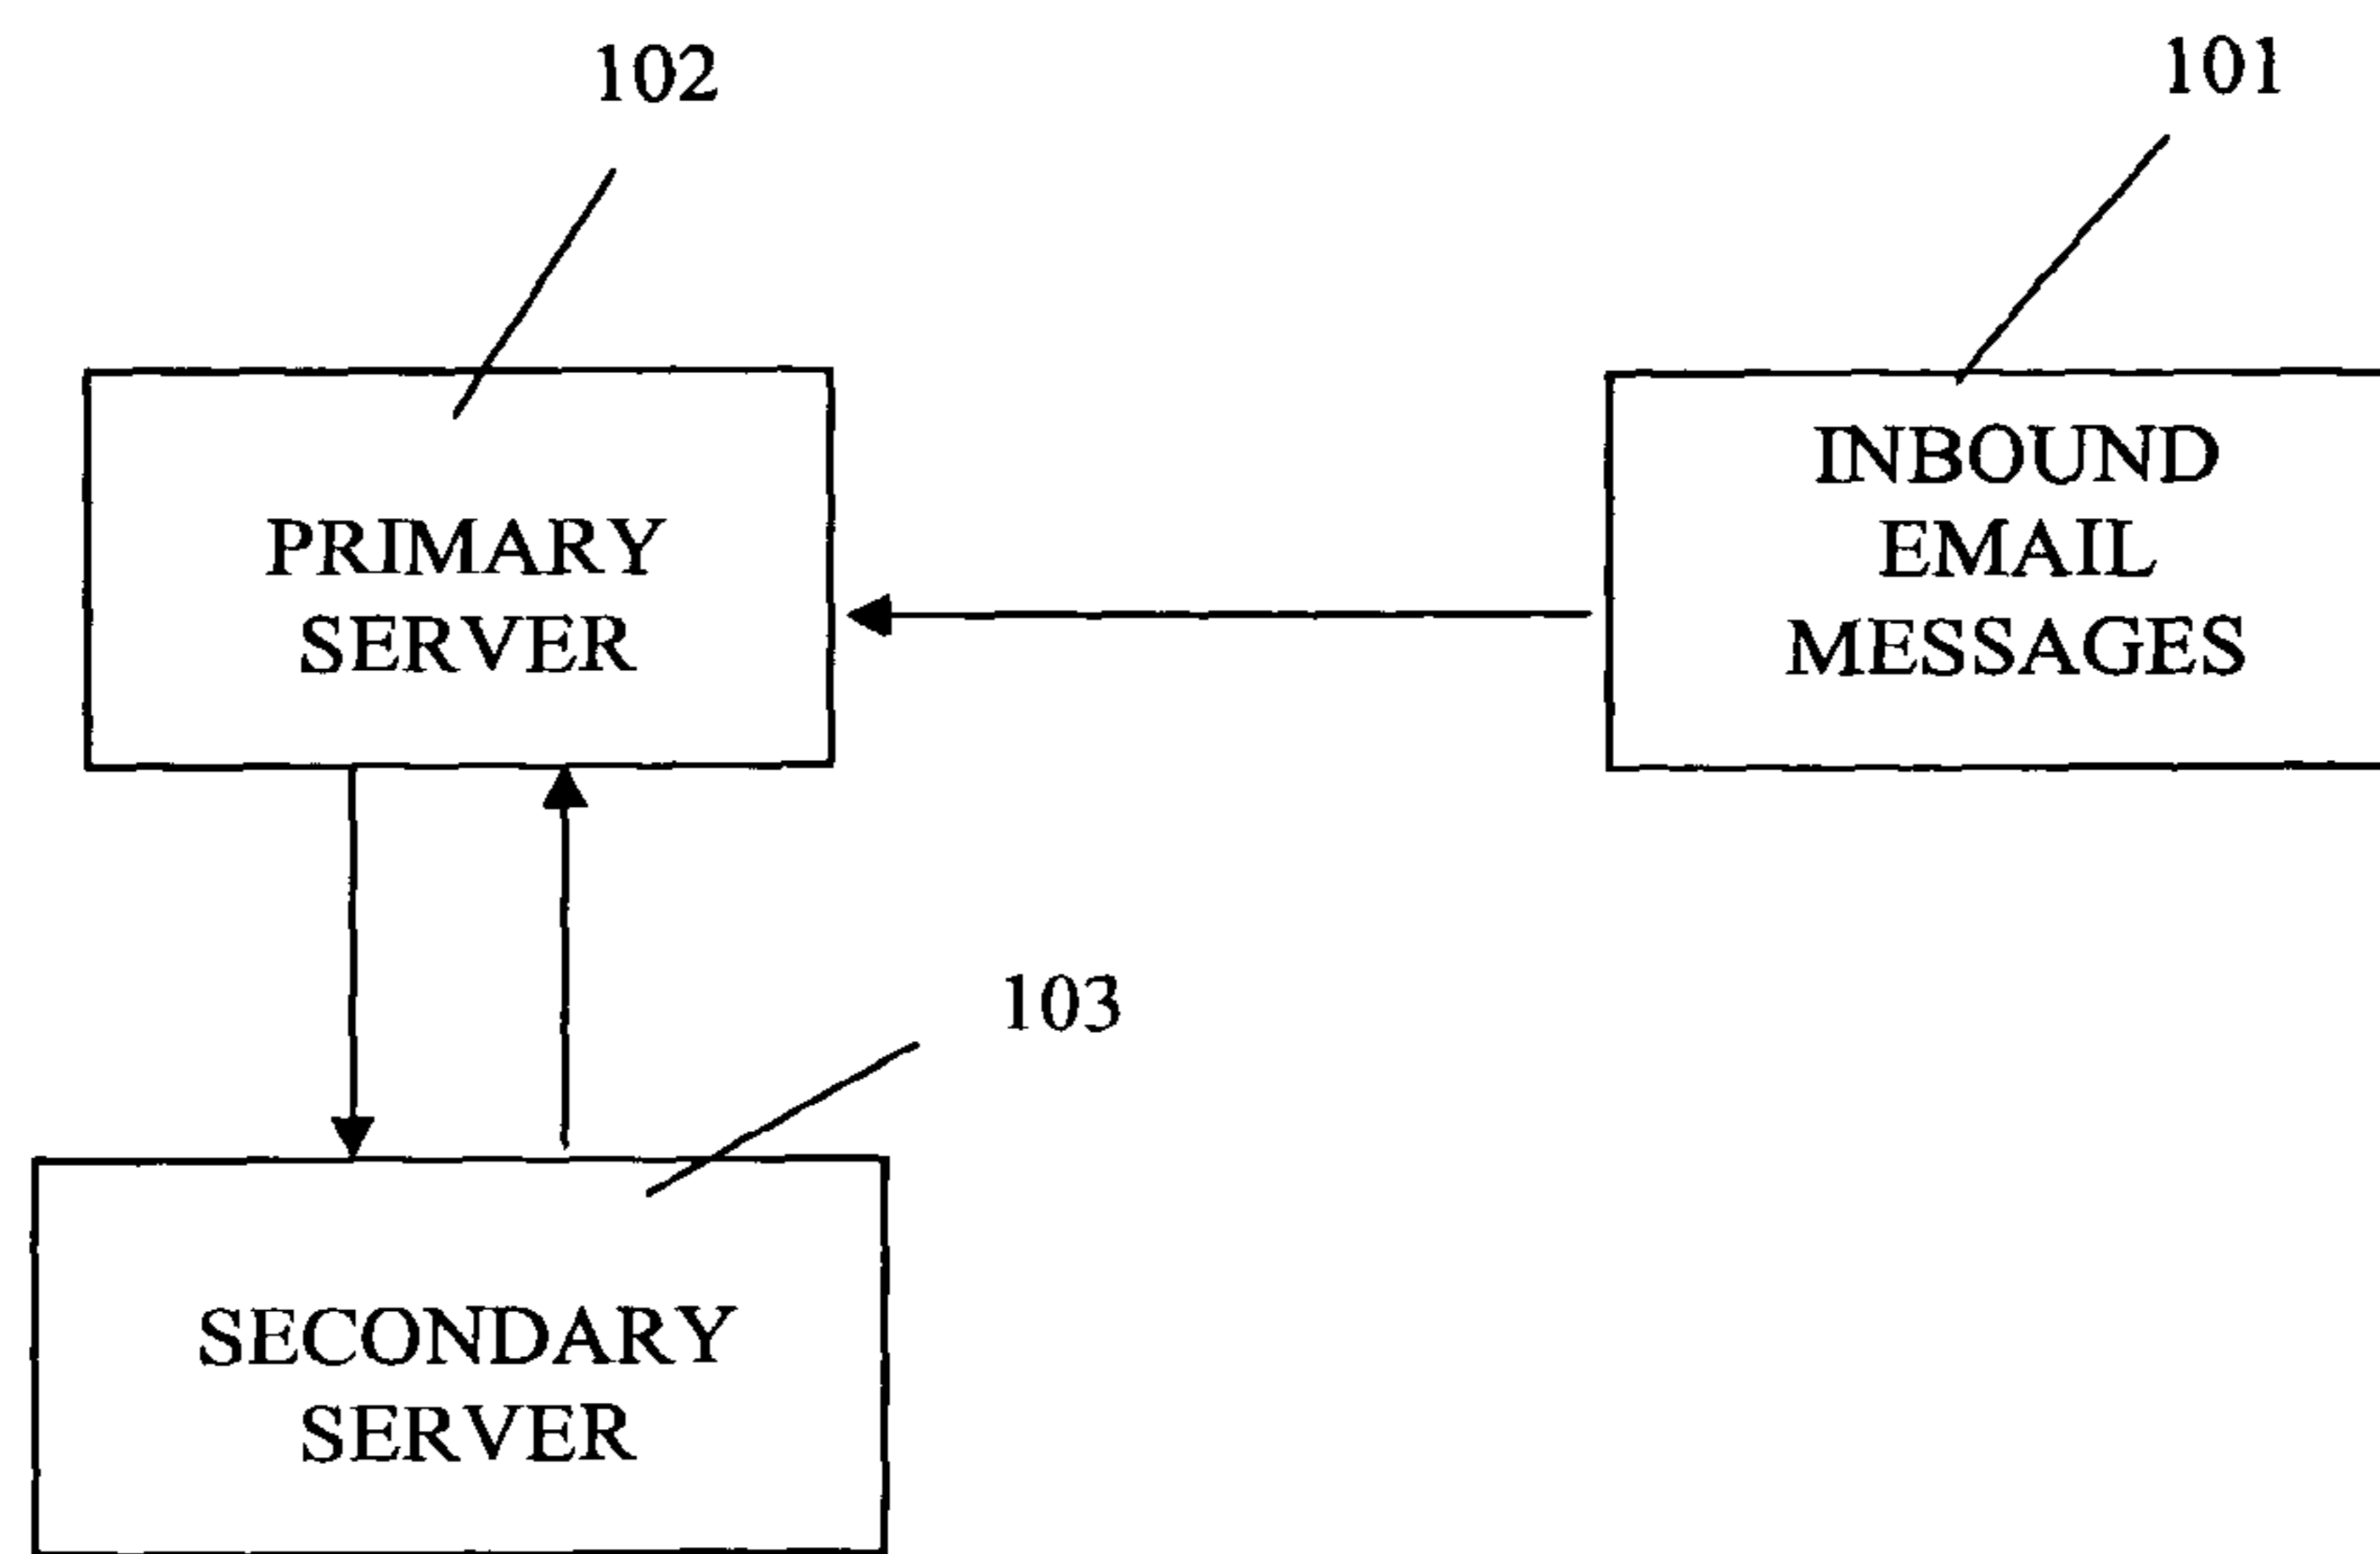 102
101
PRIMARY
SERVER
INBOUND
EMAIL
MESSAGES
103
SECONDARY
SERVER